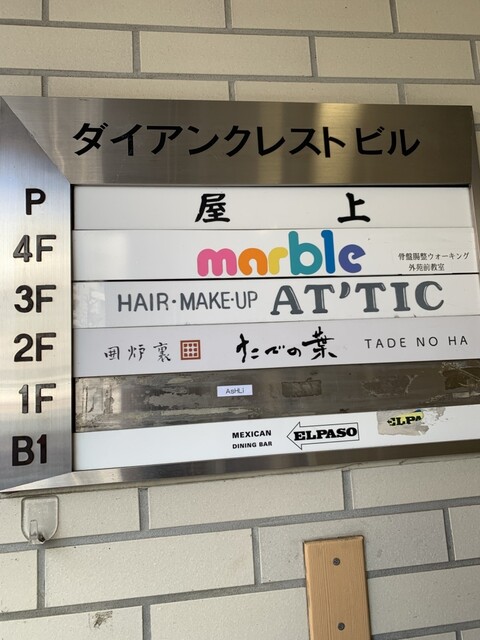 ダイアンクレストビル
P 屋上
4F marble 骨盤腸整ウォーキング
外苑前教室
3F HAIR・MAKE-UP AT'TIC
2F 囲炉裏 たでの葉 TADE NO HA
1F ASHLi
B1 MEXICAN
DINING BAR ELPASO ELPA